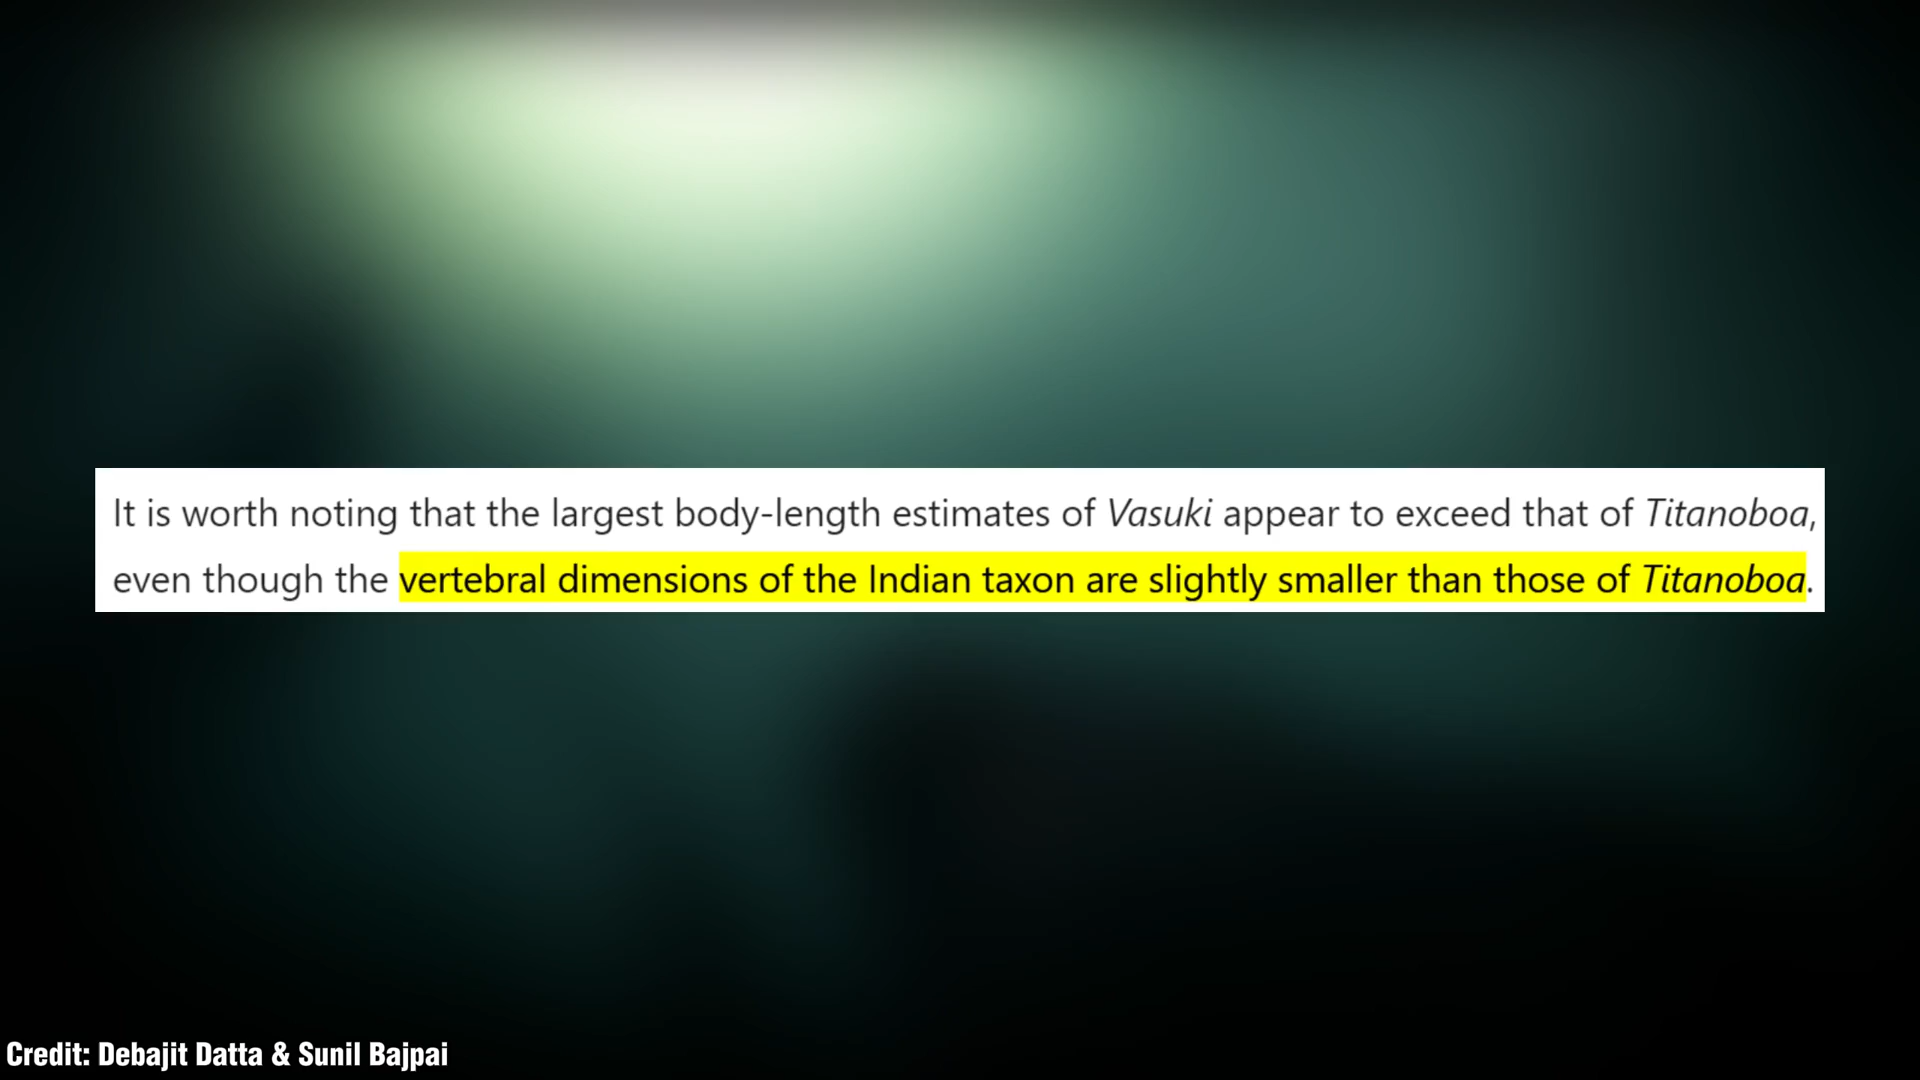 It is worth noting that the largest body-length estimates of Vasuki appear to exceed that of Titanoboa,
even though the vertebral dimensions of the Indian taxon are slightly smaller than those of Titanoboa.
Credit: Debajit Datta & Sunil Bajpai